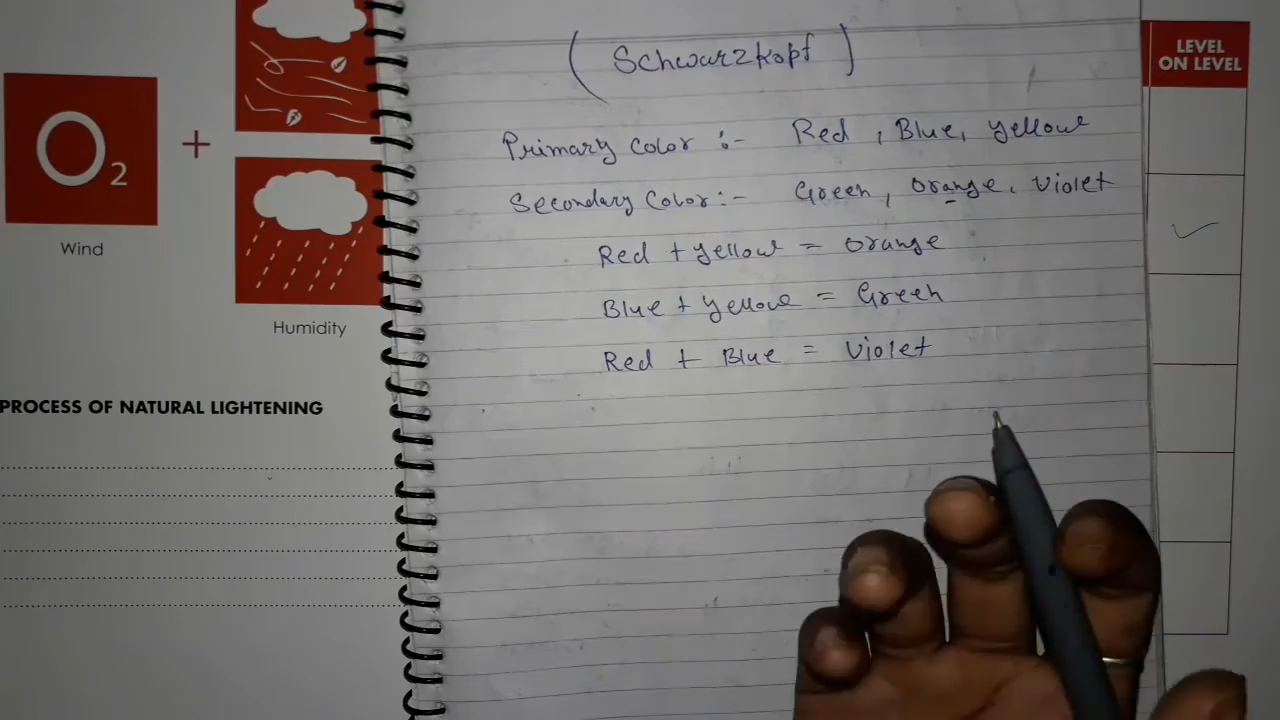 O2
+
Wind
Humidity
PROCESS OF NATURAL LIGHTENING
(Schwarzkopf)
Primary Color :- Red, Blue, Yellow
Secondary Color :- Green, Orange, Violet
Red + Yellow = Orange
Blue + Yellow = Green
Red + Blue = Violet
LEVEL
ON LEVEL